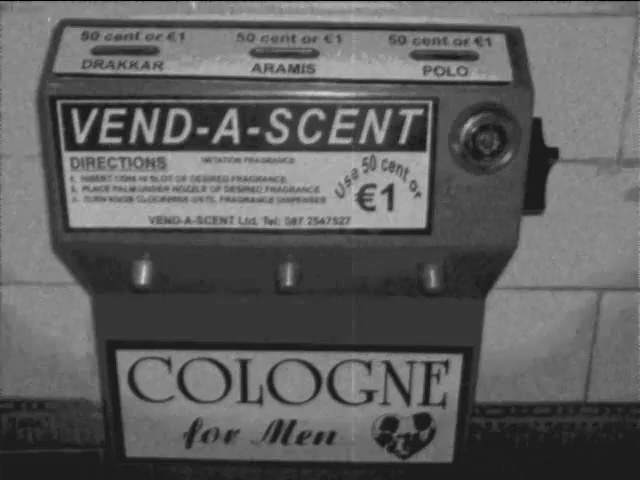 50 cent or €1 50 cent or €1 50 cent or €1
DRAKKAR ARAMIS POLO
VEND-A-SCENT
DIRECTIONS IMITATION FRAGRANCE
1. INSERT COIN IN SLOT OF DESIRED FRAGRANCE
2. PLACE PALM UNDER NOZZLE OF DESIRED FRAGRANCE
3. TURN KNOB CLOCKWISE UNTIL FRAGRANCE DISPENSES
Use 50 cent or
€1
VEND-A-SCENT Ltd. Tel: 087 2547527
COLOGNE
for Men